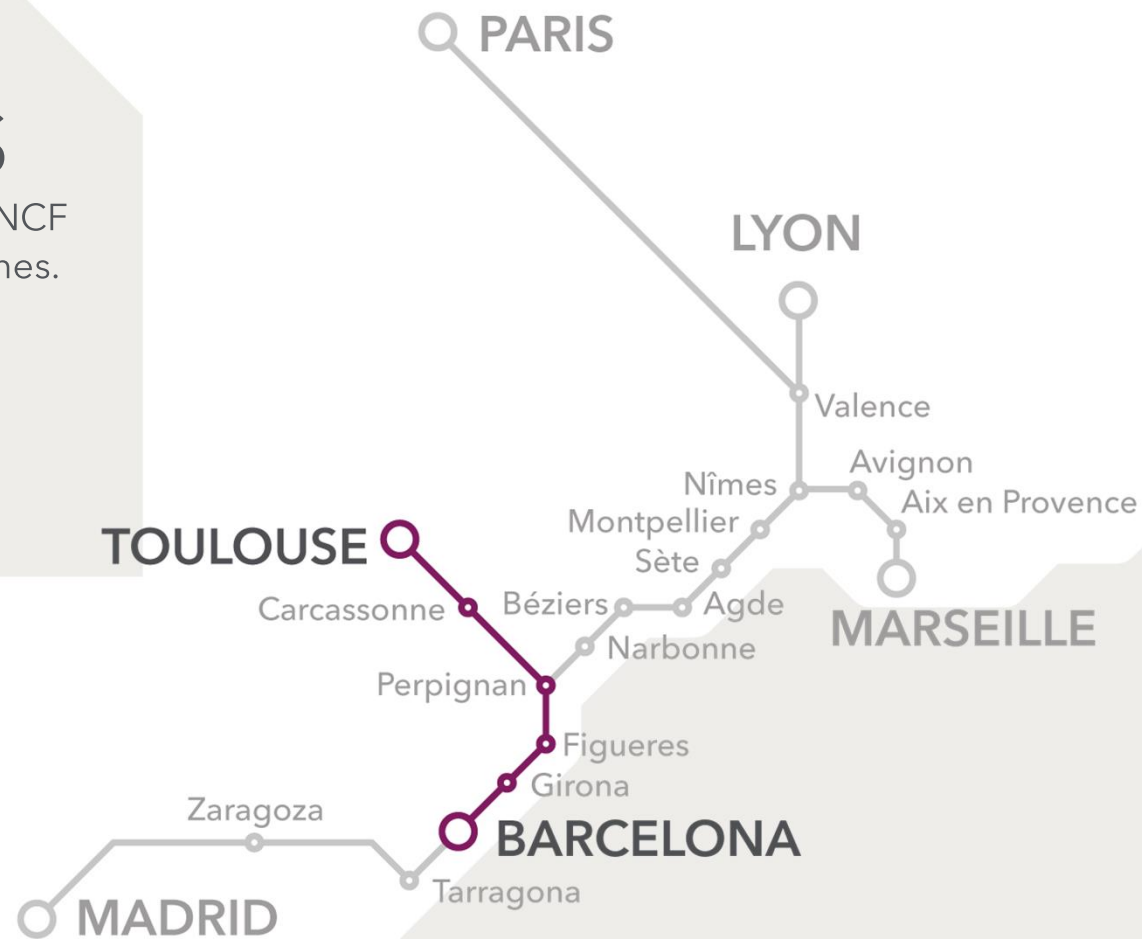 PARIS
NCF
nes.
LYON
Valence
Avignon
Nîmes
Aix en Provence
Montpellier
TOULOUSE
Sète
Carcassonne
Béziers
Agde
MARSEILLE
Narbonne
Perpignan
Figueres
Girona
Zaragoza
BARCELONA
Tarragona
MADRID